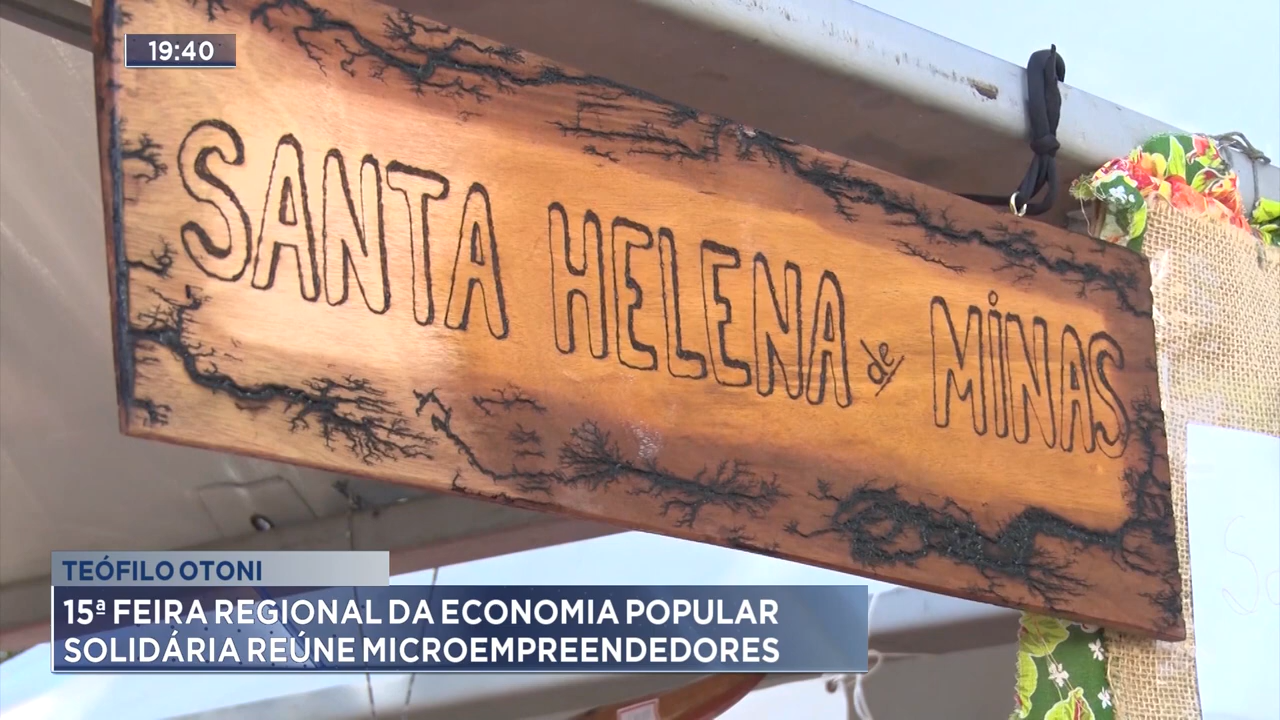 19:40
SANTA HELENA de MINAS
TEÓFILO OTONI
15ª FEIRA REGIONAL DA ECONOMIA POPULAR
SOLIDÁRIA REÚNE MICROEMPREENDEDORES